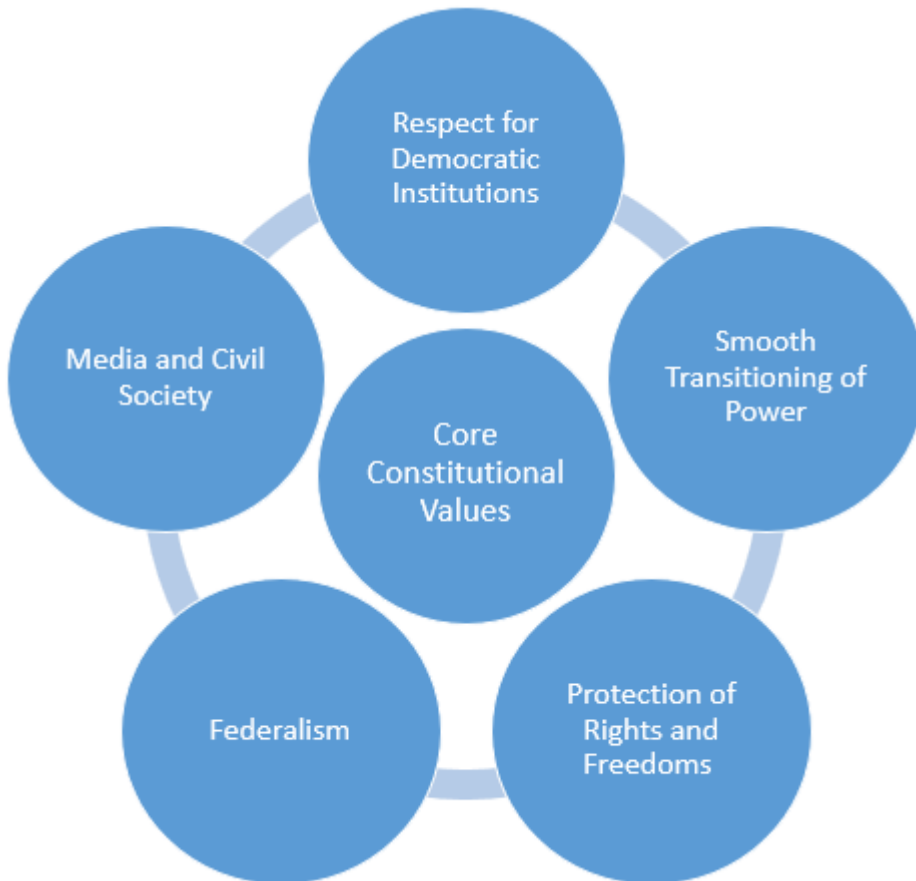 Respect for
Democratic
Institutions
Smooth
Transitioning of
Power
Protection of
Rights and
Freedoms
Federalism
Media and Civil
Society
Core
Constitutional
Values